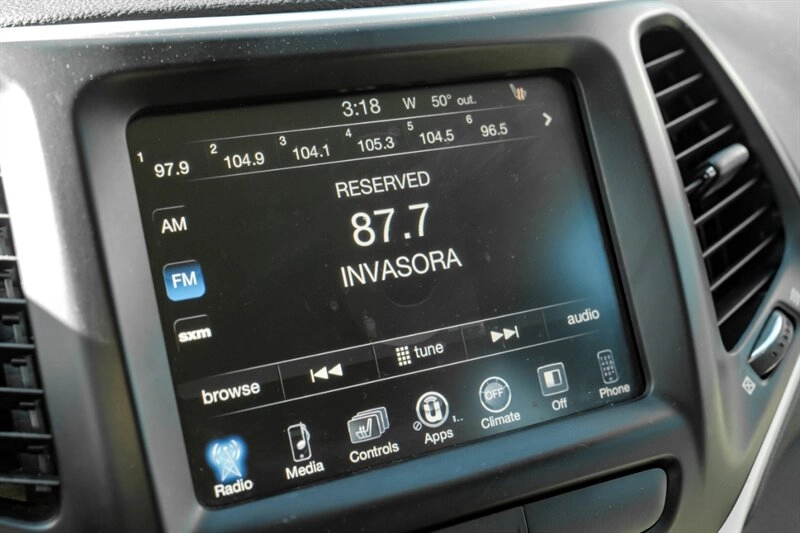 3:18 W 50° out.
1 97.9 2 104.9 3 104.1 4 105.3 5 104.5 6 96.5
RESERVED
AM
87.7
FM
INVASORA
sxm
browse tune audio
Radio Media Controls Apps 1.. OFF Climate Off Phone